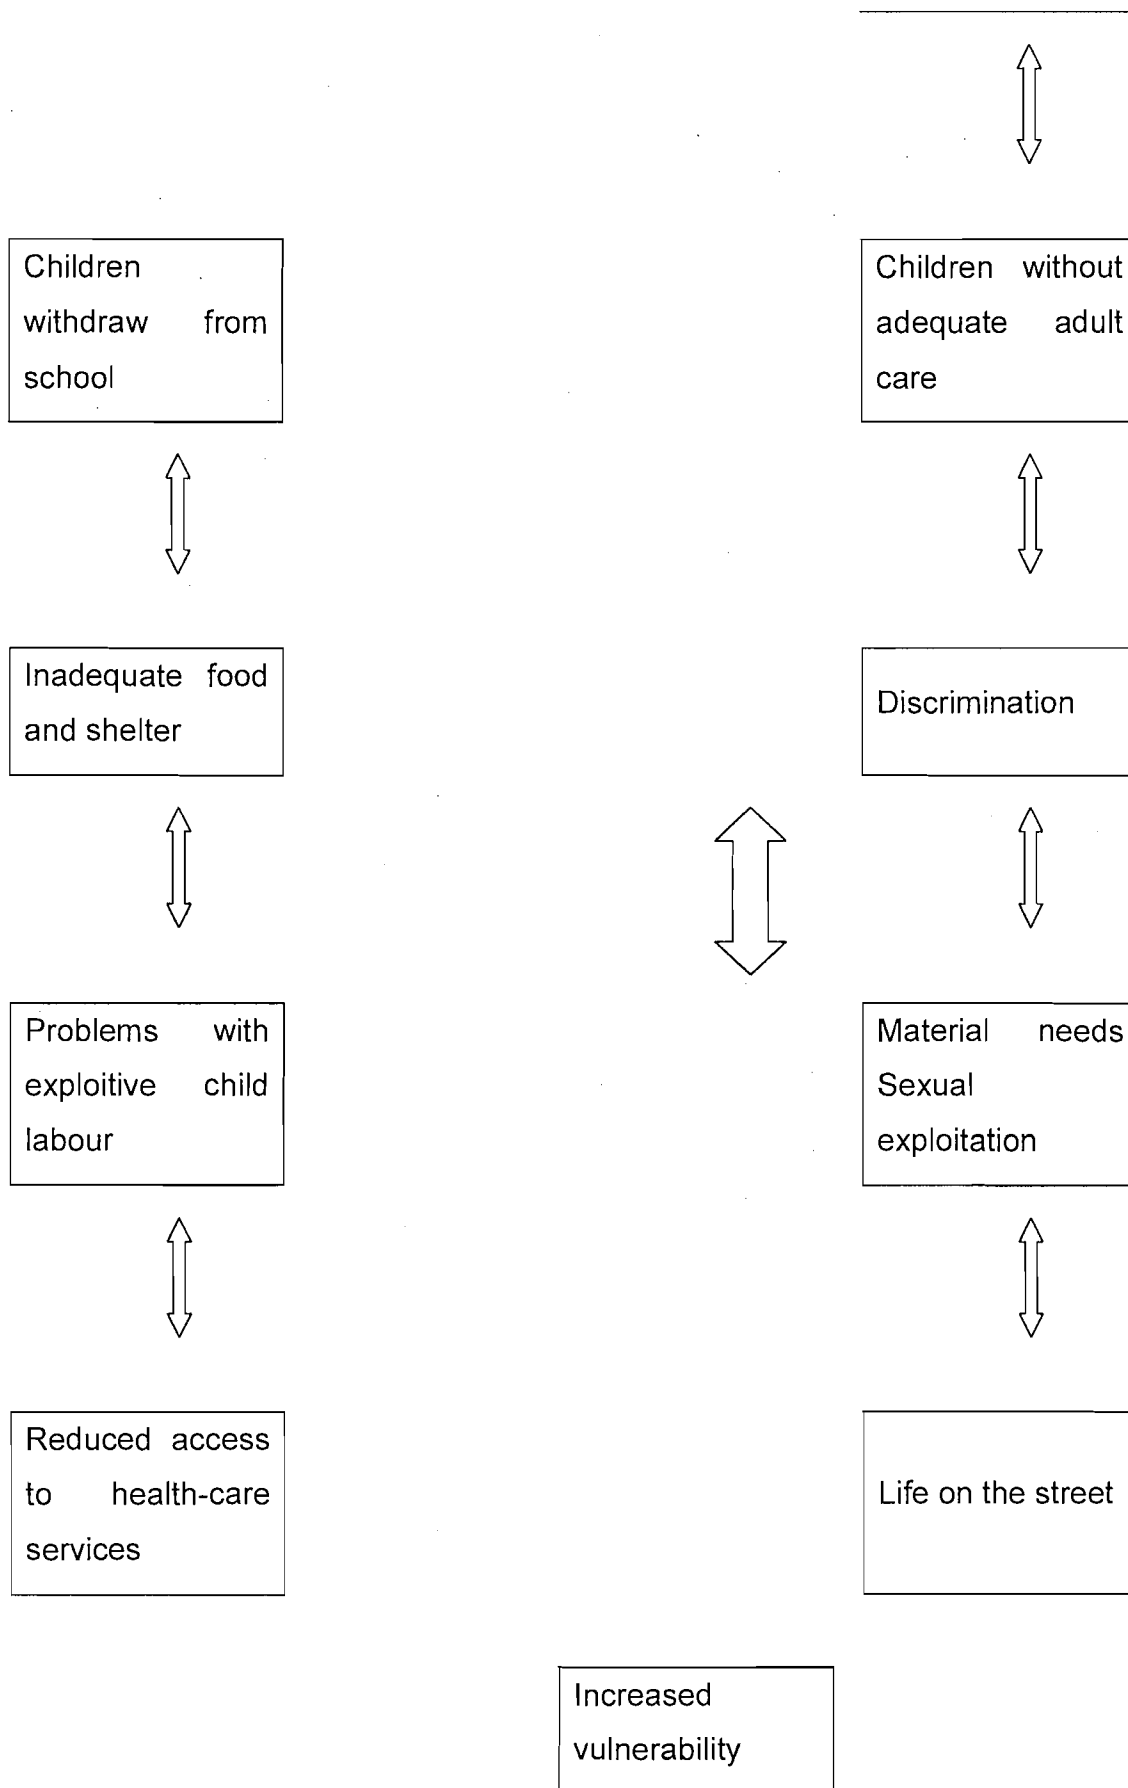 Children
withdraw from
school
Children without
adequate adult
care
Inadequate food
and shelter
Discrimination
Problems with
exploitive child
labour
Material needs
Sexual
exploitation
Reduced access
to health-care
services
Life on the street
Increased
vulnerability